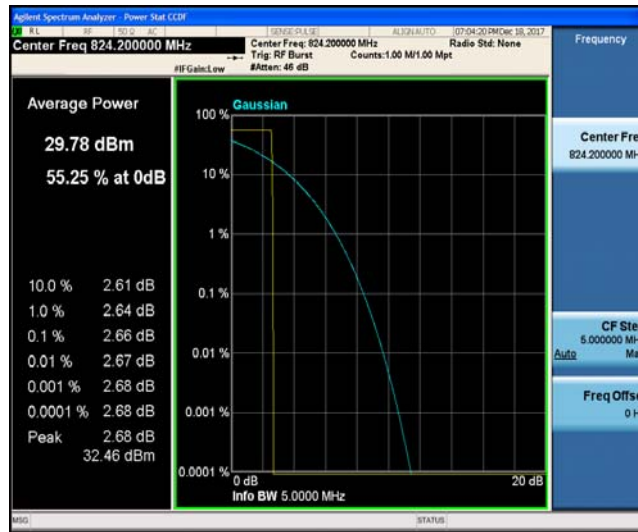 Agilent Spectrum Analyzer - Power Stat CCDF
RL RF 50 Ω AC SENSE:PULSE ALIGN AUTO 07:04:20 PM Dec 18, 2017
Center Freq 824.200000 MHz
Center Freq: 824.200000 MHz Radio Std: None
Trig: RF Burst Counts:1.00 M/1.00 Mpt
#IFGain:Low #Atten: 46 dB
Frequency
Average Power
29.78 dBm
55.25 % at 0dB
10.0 % 2.61 dB
1.0 % 2.64 dB
0.1 % 2.66 dB
0.01 % 2.67 dB
0.001 % 2.68 dB
0.0001 % 2.68 dB
Peak 2.68 dB
32.46 dBm
Gaussian
100 %
10 %
1 %
0.1 %
0.01 %
0.001 %
0.0001 %
0 dB 20 dB
Info BW 5.0000 MHz
Center Fre
824.200000 MH
CF Ste
5.000000 MH
Auto Ma
Freq Offs
0 H
MSG STATUS